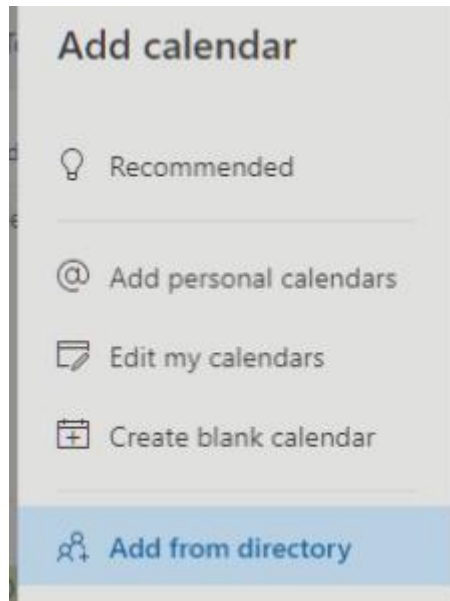 Add calendar
Recommended
Add personal calendars
Edit my calendars
Create blank calendar
Add from directory